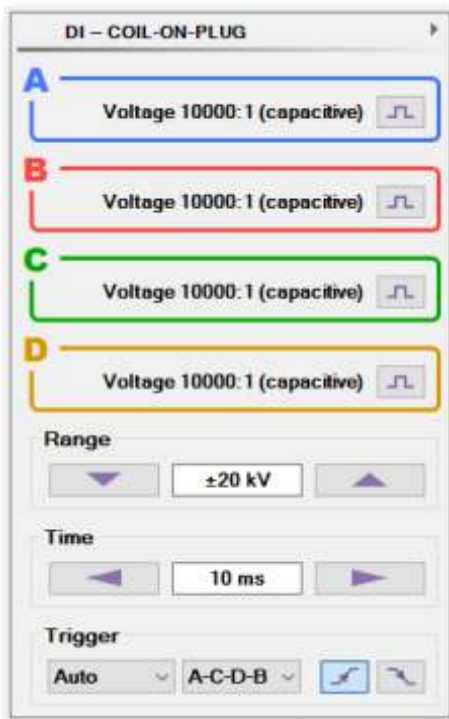 DI – COIL-ON-PLUG
A
Voltage 10000:1 (capacitive)
B
Voltage 10000:1 (capacitive)
C
Voltage 10000:1 (capacitive)
D
Voltage 10000:1 (capacitive)
Range
±20 kV
Time
10 ms
Trigger
Auto A-C-D-B